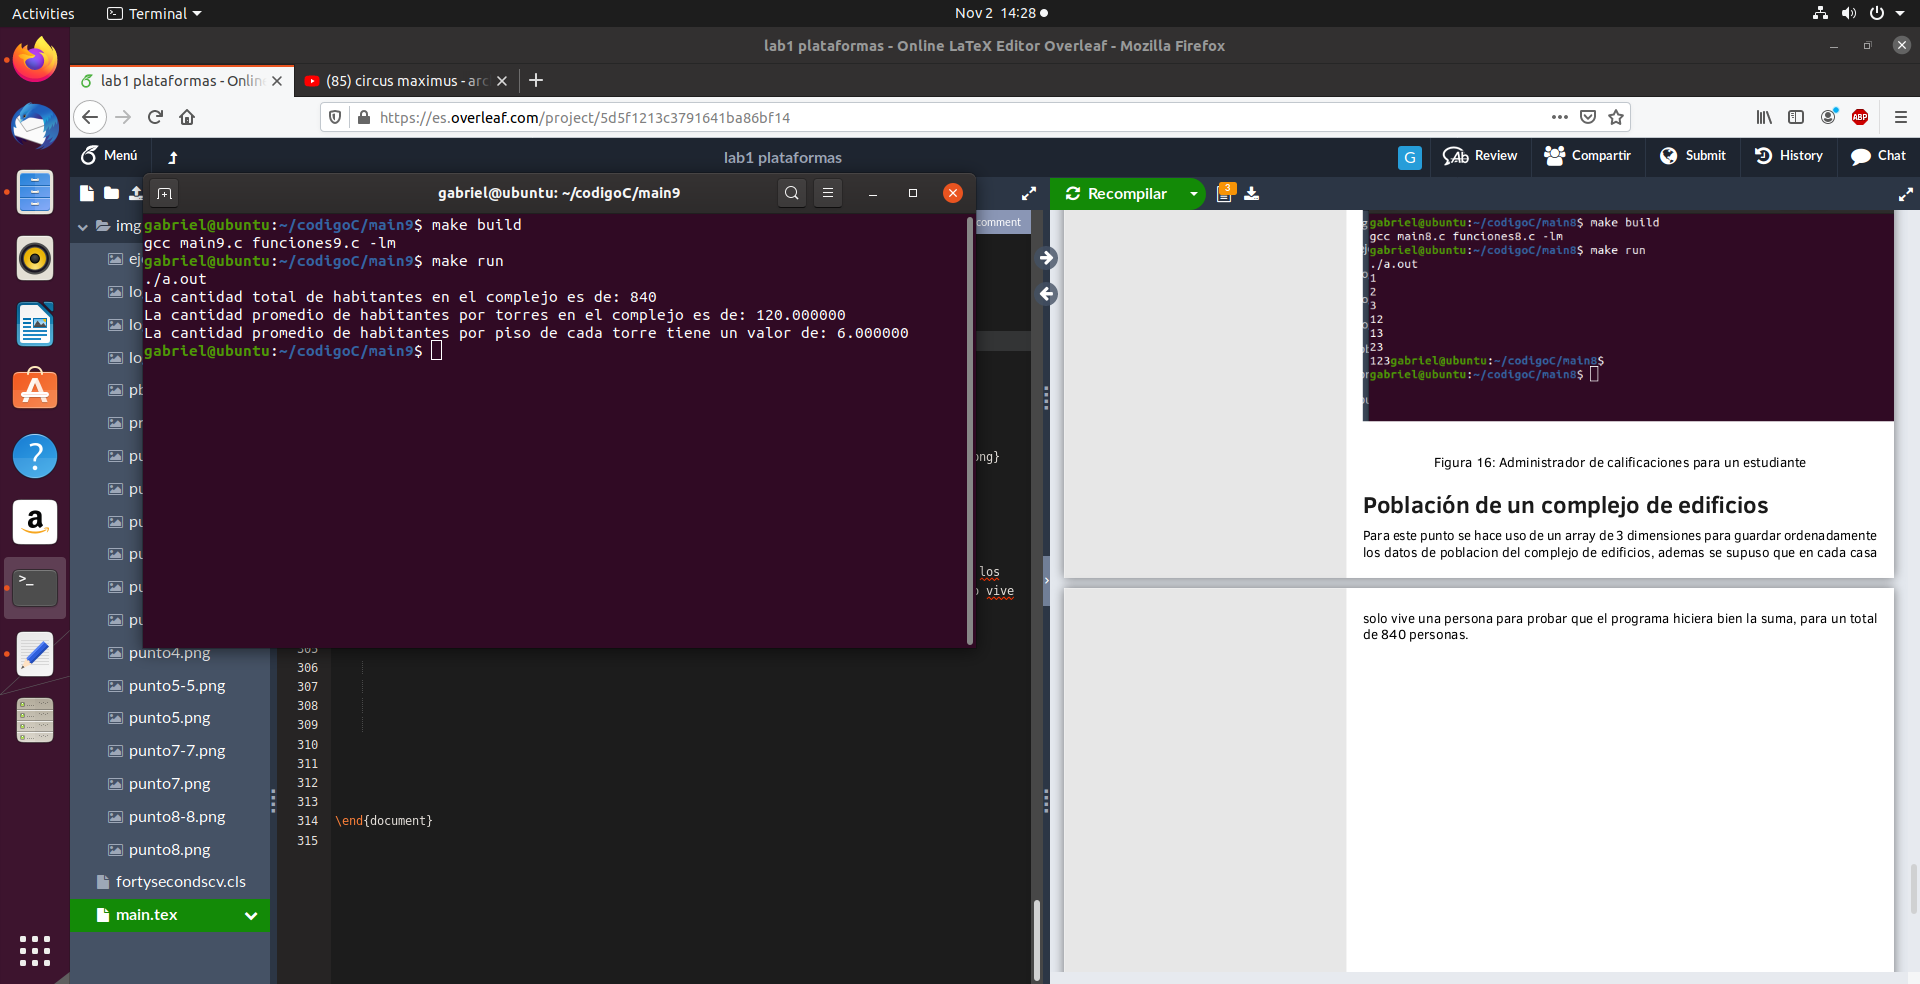 Activities
Terminal
Nov 2 14:28
lab1 plataformas - Online LaTeX Editor Overleaf - Mozilla Firefox
lab1 plataformas - Online
(85) circus maximus - arc
https://es.overleaf.com/project/5d5f1213c3791641ba86bf14
ABP
Menú
lab1 plataformas
G
Review
Compartir
Submit
History
Chat
gabriel@ubuntu: ~/codigoC/main9
gabriel@ubuntu:~/codigoC/main9$ make build
gcc main9.c funciones9.c -lm
gabriel@ubuntu:~/codigoC/main9$ make run
./a.out
La cantidad total de habitantes en el complejo es de: 840
La cantidad promedio de habitantes por torres en el complejo es de: 120.000000
La cantidad promedio de habitantes por piso de cada torre tiene un valor de: 6.000000
gabriel@ubuntu:~/codigoC/main9$
img
ej
lo
lo
lo
pb
pr
pu
pu
pu
pu
pu
pu
punto4.png
punto5-5.png
punto5.png
punto7-7.png
punto7.png
punto8-8.png
punto8.png
fortysecondscv.cls
main.tex
comment
ng}
los
vive
305
306
307
308
309
310
311
312
313
314 \end{document}
315
Recompilar
3
gabriel@ubuntu:~/codigoC/main8$ make build
gcc main8.c funciones8.c -lm
gabriel@ubuntu:~/codigoC/main8$ make run
./a.out
1
2
3
12
13
23
123gabriel@ubuntu:~/codigoC/main8$
gabriel@ubuntu:~/codigoC/main8$
Figura 16: Administrador de calificaciones para un estudiante
Población de un complejo de edificios
Para este punto se hace uso de un array de 3 dimensiones para guardar ordenadamente
los datos de poblacion del complejo de edificios, ademas se supuso que en cada casa
solo vive una persona para probar que el programa hiciera bien la suma, para un total
de 840 personas.